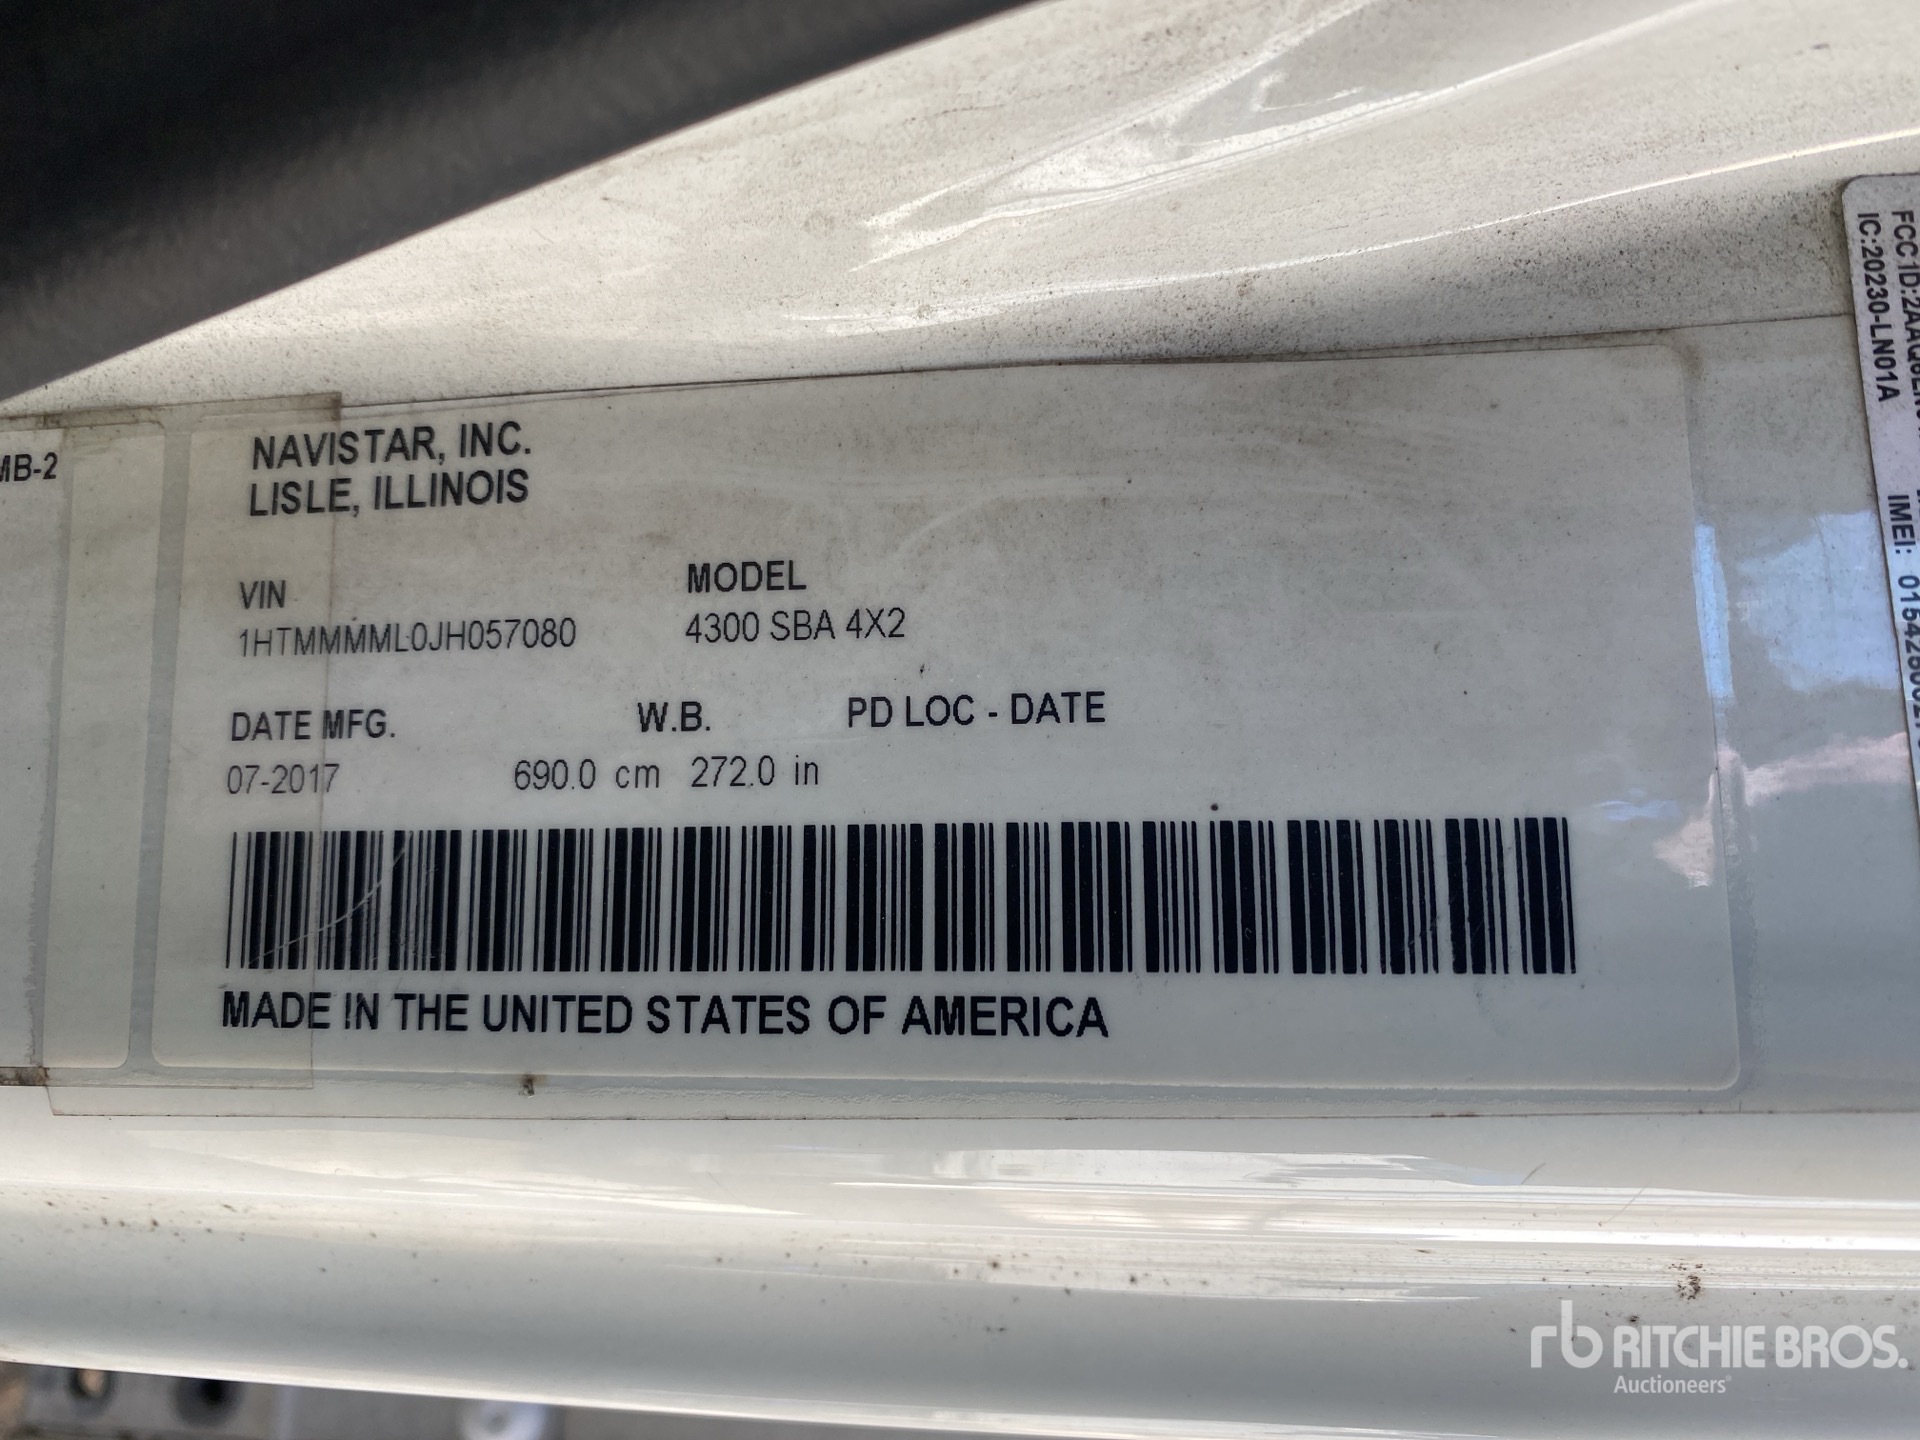 MB-2
NAVISTAR, INC.
LISLE, ILLINOIS
VIN
1HTMMMML0JH057080
MODEL
4300 SBA 4X2
DATE MFG.
07-2017
W.B.
690.0 cm 272.0 in
PD LOC - DATE
MADE IN THE UNITED STATES OF AMERICA
IC:20230-LN01A
IMEI:
rb RITCHIE BROS.
Auctioneers